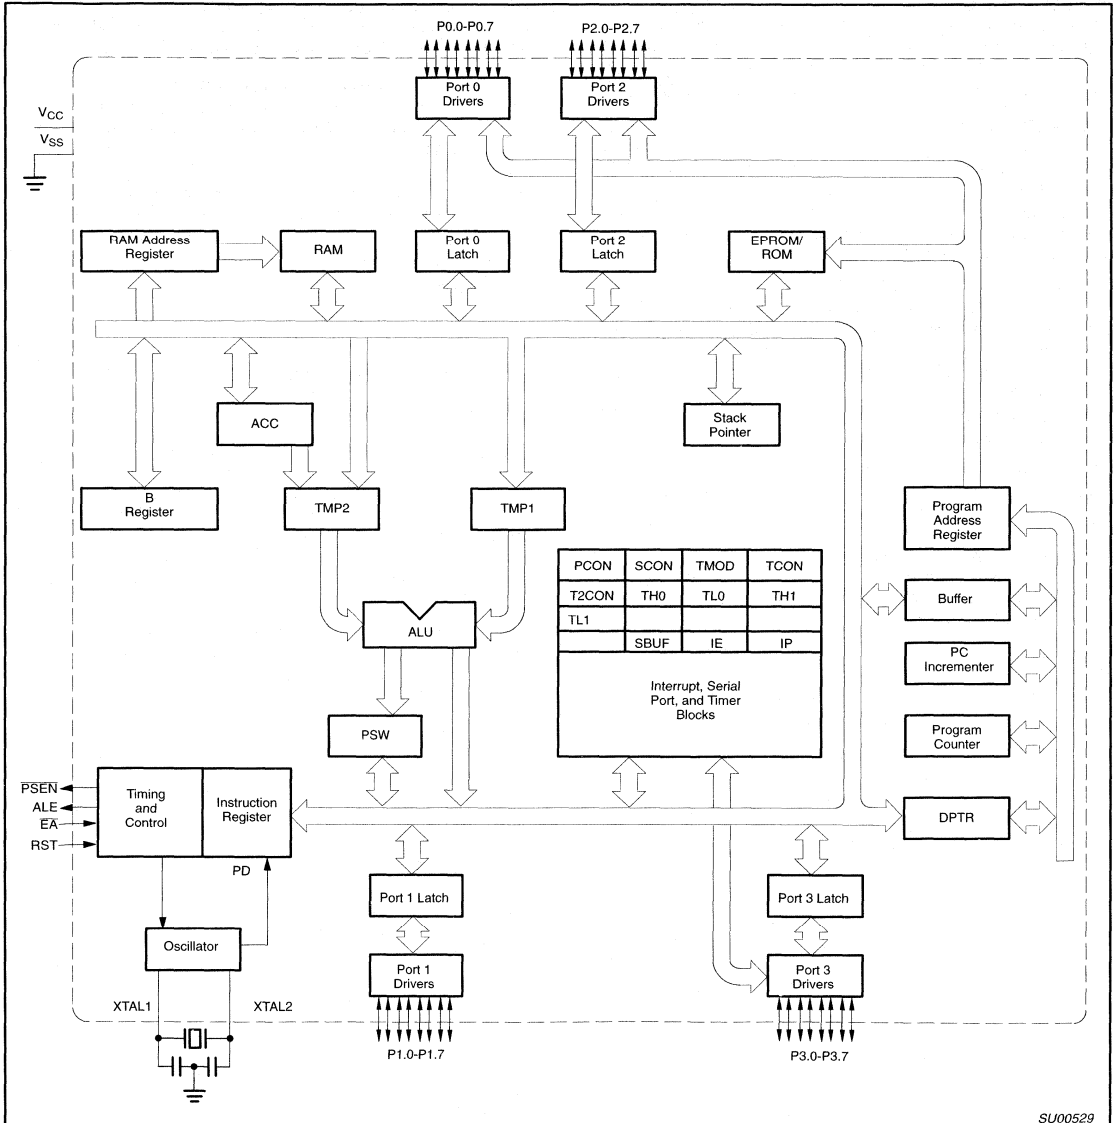 P0.0-P0.7
P2.0-P2.7
Port 0
Drivers
Port 2
Drivers
VCC
VSS
RAM Address
Register
RAM
Port 0
Latch
Port 2
Latch
EPROM/
ROM
ACC
Stack
Pointer
B
Register
TMP2
TMP1
Program
Address
Register
PCON SCON TMOD TCON
T2CON TH0 TL0 TH1
TL1
SBUF IE IP
Interrupt, Serial
Port, and Timer
Blocks
Buffer
ALU
PC
Incrementer
PSW
Program
Counter
PSEN
ALE
EA
RST
Timing
and
Control
Instruction
Register
PD
DPTR
Port 1 Latch
Port 3 Latch
Oscillator
Port 1
Drivers
Port 3
Drivers
XTAL1
XTAL2
P1.0-P1.7
P3.0-P3.7
SU00529